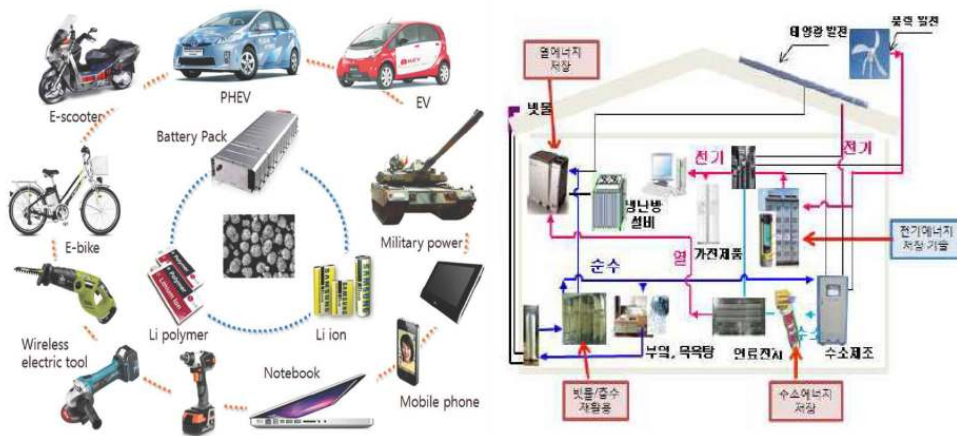 E-scooter
PHEV
EV
Battery Pack
E-bike
Military power
Li polymer
Li ion
SAMSUNG
SAMSUNG
Wireless
electric tool
Notebook
Mobile phone
열에너지
저장
태양광 발전
풍력 발전
빗물
전기
전기
냉난방
설비
가전제품
전기에너지
저장 기술
순수
열
부엌, 목욕탕
연료전지
수소
수소제조
빗물/중수
재활용
수소에너지
저장